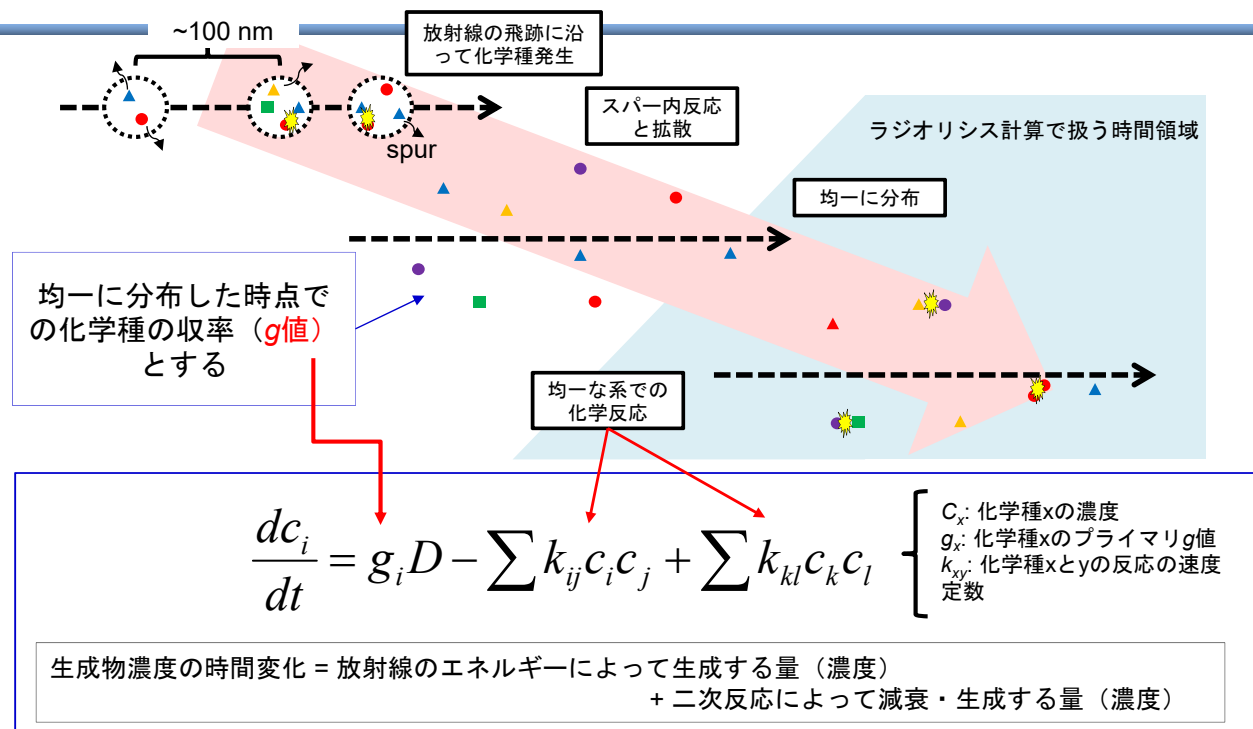 ~100 nm
放射線の飛跡に沿
って化学種発生
スパー内反応
と拡散
ラジオリシス計算で扱う時間領域
spur
均一に分布
均一に分布した時点で
の化学種の収率（g値）
とする
均一な系での
化学反応
dc_i/dt = g_i D − ∑ k_{ij} c_i c_j + ∑ k_{kl} c_k c_l
C_x: 化学種xの濃度
g_x: 化学種xのプライマリg値
k_{xy}: 化学種xとyの反応の速度
定数
生成物濃度の時間変化 = 放射線のエネルギーによって生成する量（濃度）
+ 二次反応によって減衰・生成する量（濃度）